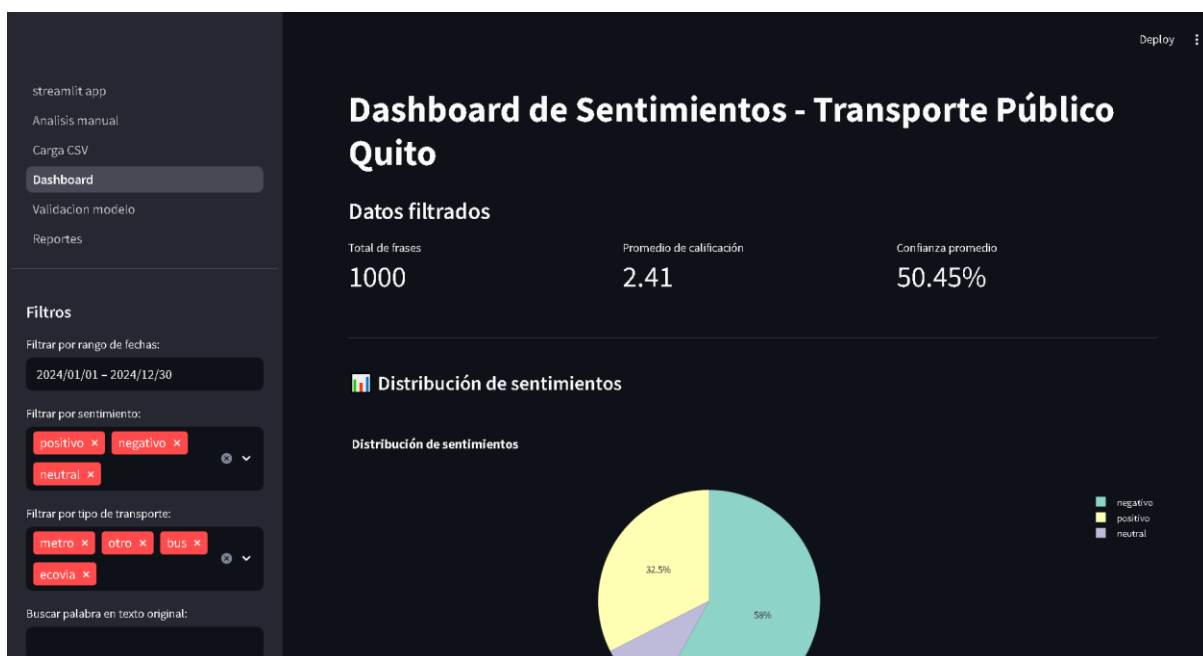 Deploy
streamlit app
Analisis manual
Carga CSV
Dashboard
Validacion modelo
Reportes
Filtros
Filtrar por rango de fechas:
2024/01/01 – 2024/12/30
Filtrar por sentimiento:
positivo × negativo ×
neutral ×
Filtrar por tipo de transporte:
metro × otro × bus ×
ecovia ×
Buscar palabra en texto original:
Dashboard de Sentimientos - Transporte Público
Quito
Datos filtrados
Total de frases
1000
Promedio de calificación
2.41
Confianza promedio
50.45%
Distribución de sentimientos
Distribución de sentimientos
32.5%
58%
negativo
positivo
neutral